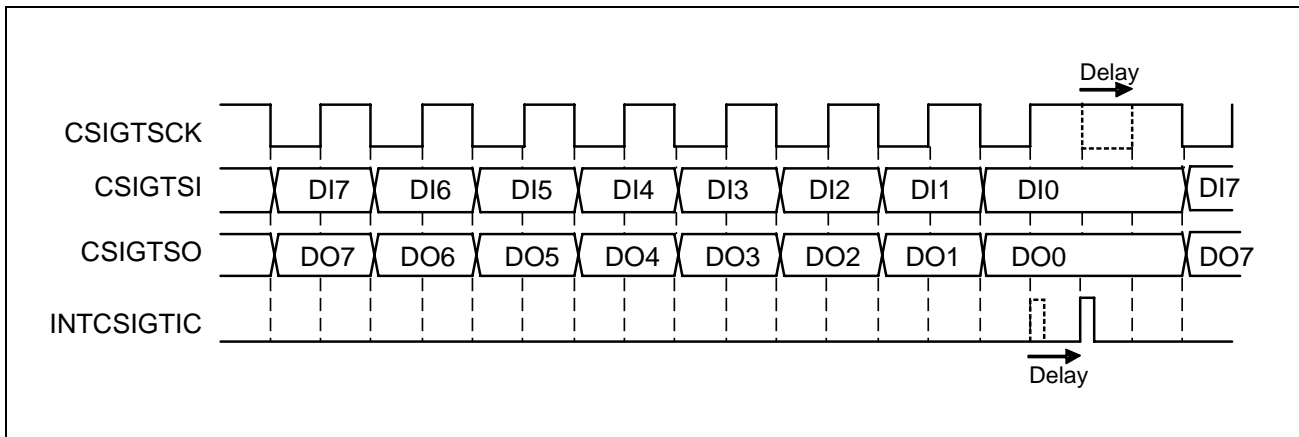 Delay
CSIGTSCK
CSIGTSI DI7 DI6 DI5 DI4 DI3 DI2 DI1 DI0 DI7
CSIGTSO DO7 DO6 DO5 DO4 DO3 DO2 DO1 DO0 DO7
INTCSIGTIC
Delay